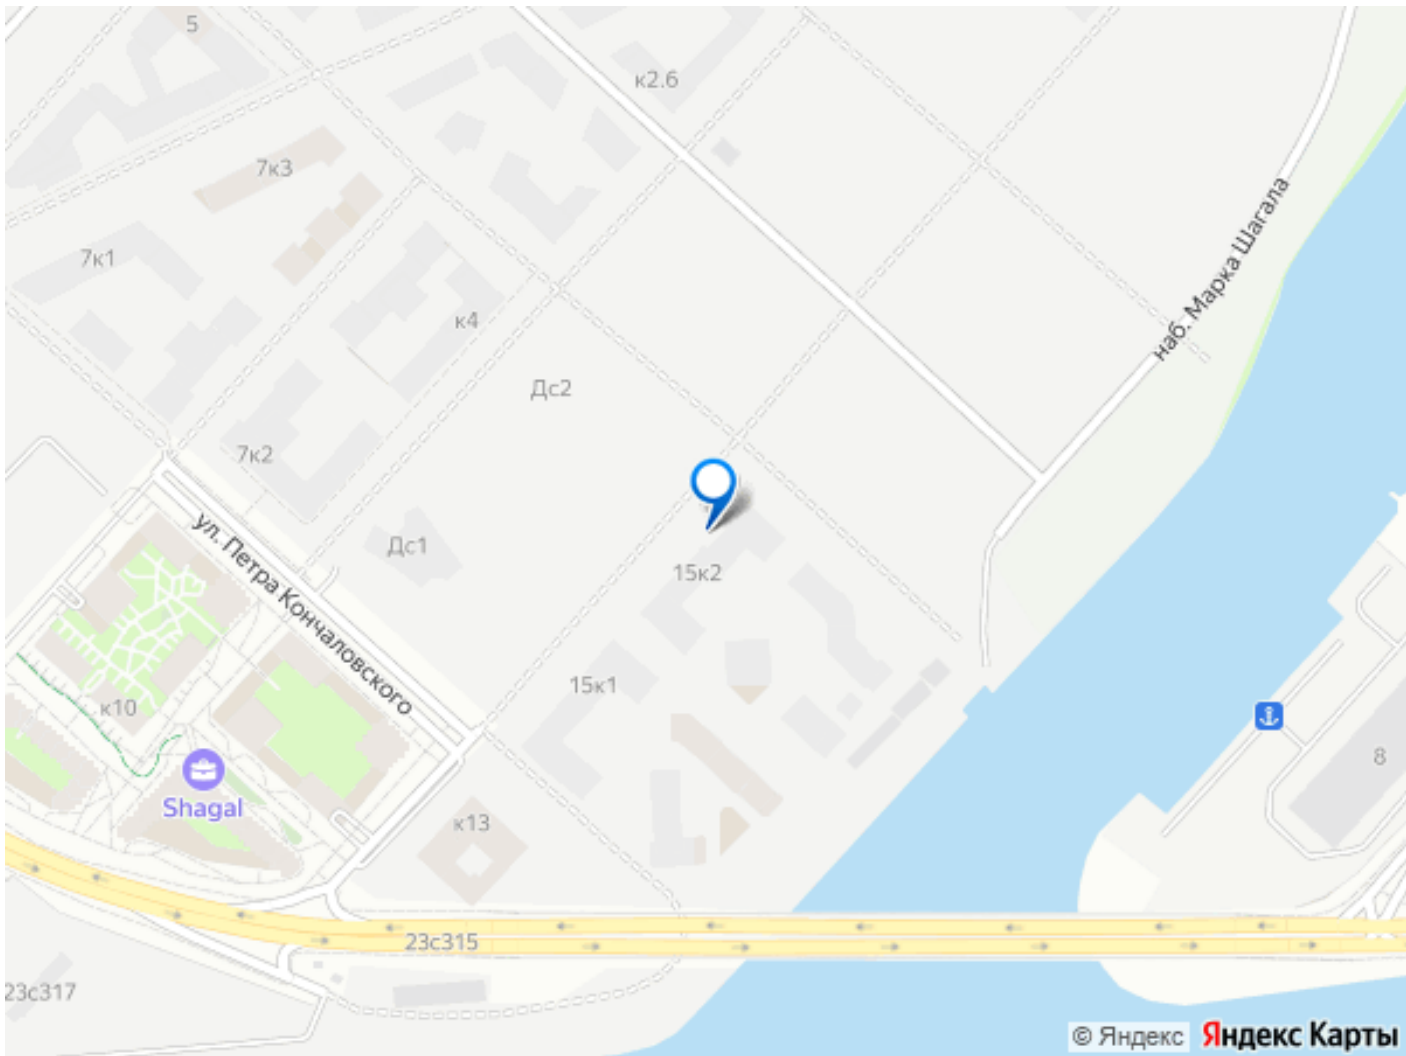 5
к2.6
7к3
7к1
наб. Марка Шагала
к4
Дс2
7к2
ул. Петра Кончаловского
Дс1
15к2
15к1
к10
8
Shagal
к13
23с315
23с317
© Яндекс Яндекс Карты